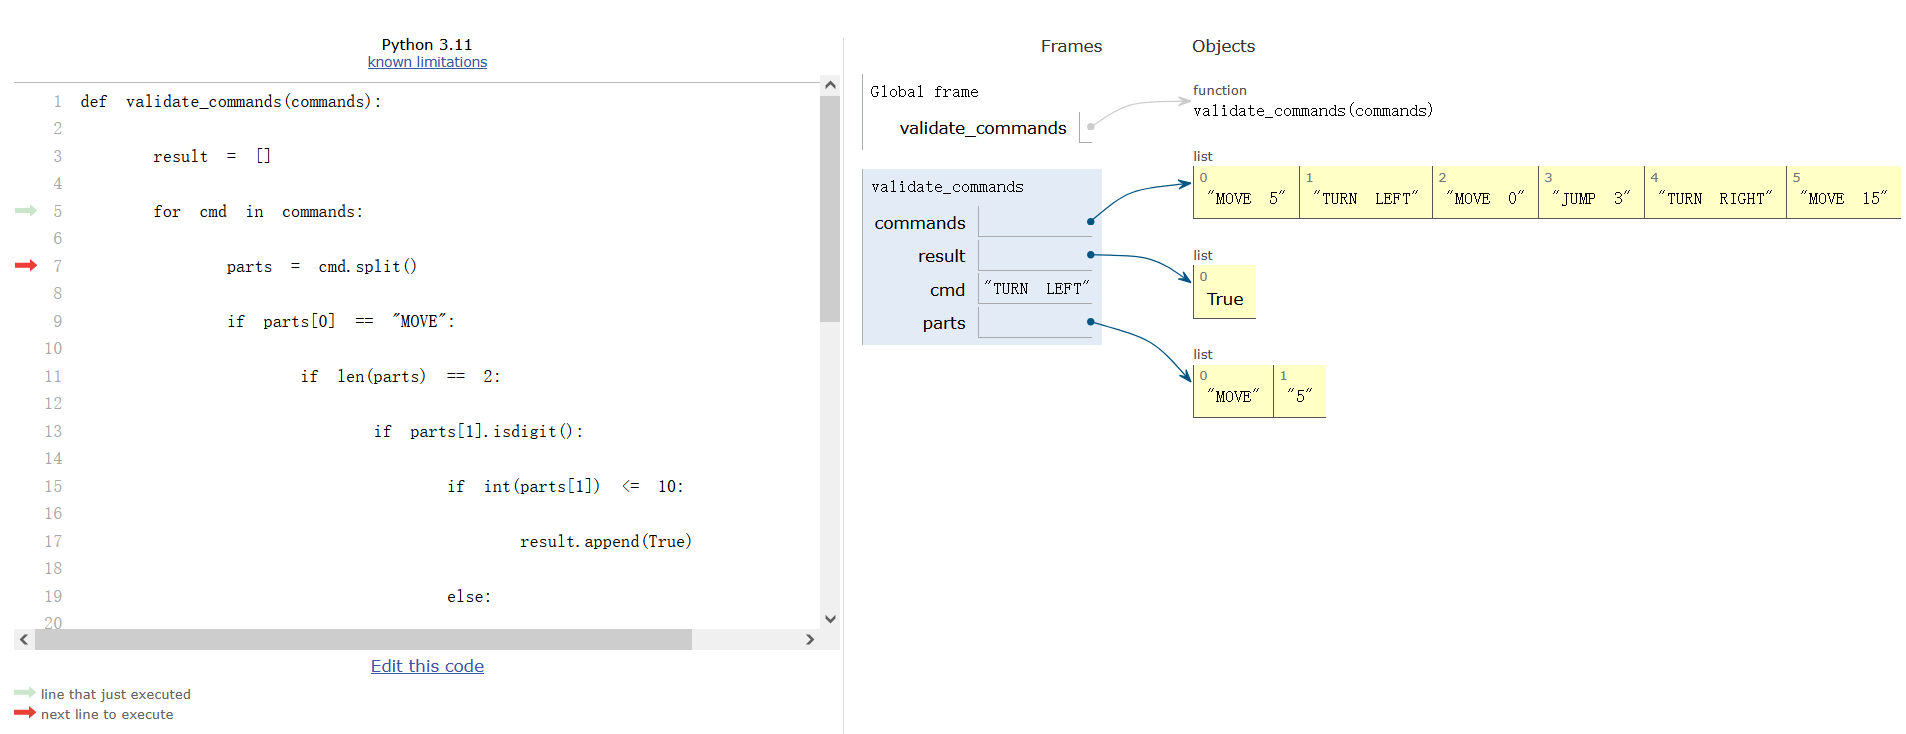 Python 3.11
known limitations
1 def validate_commands(commands):
2
3 result = []
4
5 for cmd in commands:
6
7 parts = cmd.split()
8
9 if parts[0] == "MOVE":
10
11 if len(parts) == 2:
12
13 if parts[1].isdigit():
14
15 if int(parts[1]) <= 10:
16
17 result.append(True)
18
19 else:
20
Edit this code
line that just executed
next line to execute
Frames
Objects
Global frame
validate_commands
function
validate_commands(commands)
validate_commands
commands
result
cmd "TURN LEFT"
parts
list
0 1 2 3 4 5
"MOVE 5" "TURN LEFT" "MOVE 0" "JUMP 3" "TURN RIGHT" "MOVE 15"
list
0
True
list
0 1
"MOVE" "5"